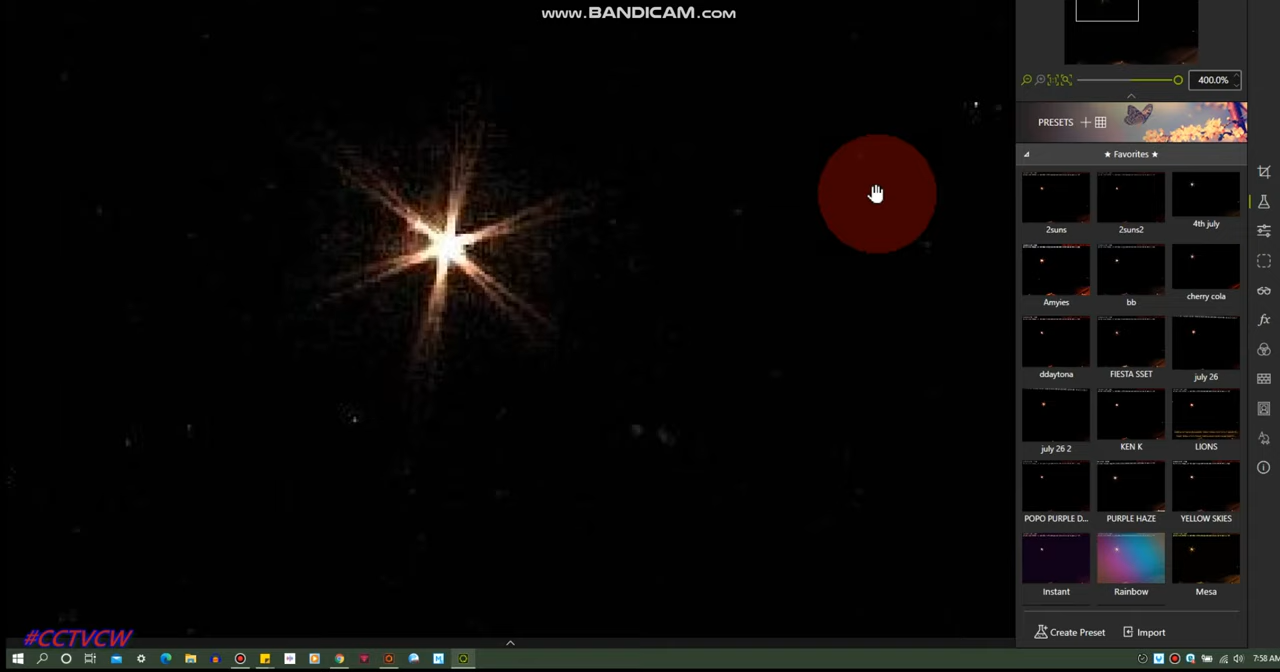 www.BANDICAM.com
400.0%
PRESETS
★ Favorites ★
2suns
2suns2
4th july
Amyies
bb
cherry cola
ddaytona
FIESTA SSET
july 26
july 26 2
KEN K
LIONS
POPO PURPLE D...
PURPLE HAZE
YELLOW SKIES
Instant
Rainbow
Mesa
Create Preset
Import
#CCTVCW
7:58 AM